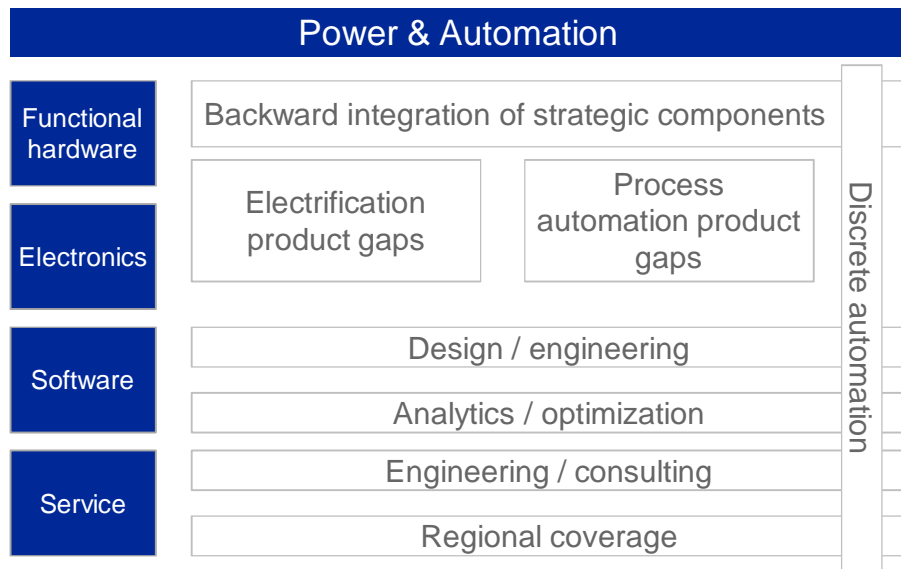 Power & Automation
Functional
hardware
Backward integration of strategic components
Electrification
product gaps
Process
automation product
gaps
Electronics
Software
Design / engineering
Analytics / optimization
Service
Engineering / consulting
Regional coverage
Discrete automation